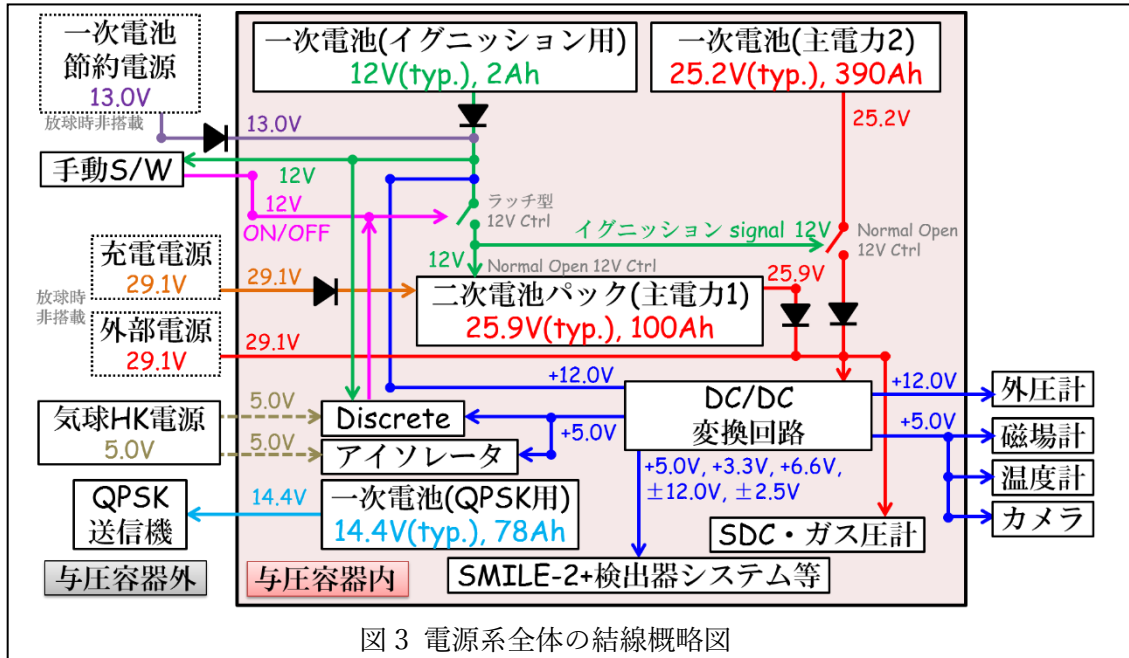 一次電池
節約電源
13.0V
放球時非搭載
一次電池(イグニッション用)
12V(typ.), 2Ah
一次電池(主電力2)
25.2V(typ.), 390Ah
13.0V
25.2V
手動S/W
12V
12V
ON/OFF
ラッチ型
12V Ctrl
イグニッション signal 12V
Normal Open
12V Ctrl
12V
Normal Open 12V Ctrl
充電電源
29.1V
放球時
非搭載
外部電源
29.1V
29.1V
二次電池パック(主電力1)
25.9V(typ.), 100Ah
25.9V
29.1V
+12.0V
DC/DC
変換回路
+12.0V
外圧計
気球HK電源
5.0V
5.0V
5.0V
Discrete
アイソレータ
+5.0V
+5.0V
磁場計
温度計
カメラ
+5.0V, +3.3V, +6.6V,
±12.0V, ±2.5V
QPSK
送信機
14.4V
一次電池(QPSK用)
14.4V(typ.), 78Ah
SDC・ガス圧計
与圧容器外
与圧容器内
SMILE-2+検出器システム等
図 3 電源系全体の結線概略図